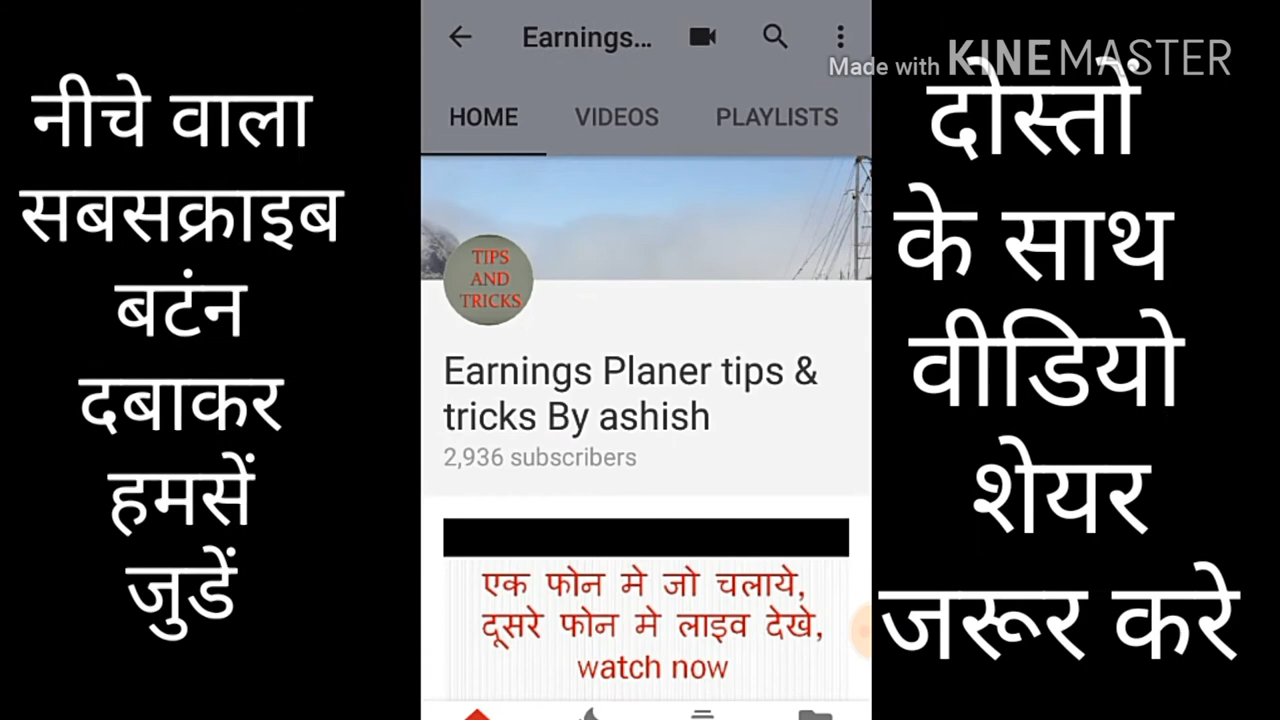 नीचे वाला
सबसक्राइब
बटंन
दबाकर
हमसें
जुडें
Earnings...
Made with KINEMASTER
HOME VIDEOS PLAYLISTS
TIPS
AND
TRICKS
Earnings Planer tips &
tricks By ashish
2,936 subscribers
एक फोन मे जो चलाये,
दूसरे फोन मे लाइव देखे,
watch now
दोस्तों
के साथ
वीडियो
शेयर
जरूर करे